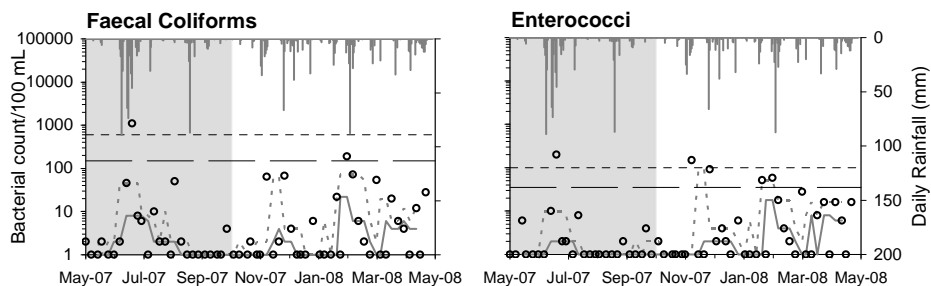 Faecal Coliforms
Enterococci
100000
10000
1000
100
10
1
Bacterial count/100 mL
May-07 Jul-07 Sep-07 Nov-07 Jan-08 Mar-08 May-08
0
50
100
150
200
Daily Rainfall (mm)
May-07 Jul-07 Sep-07 Nov-07 Jan-08 Mar-08 May-08